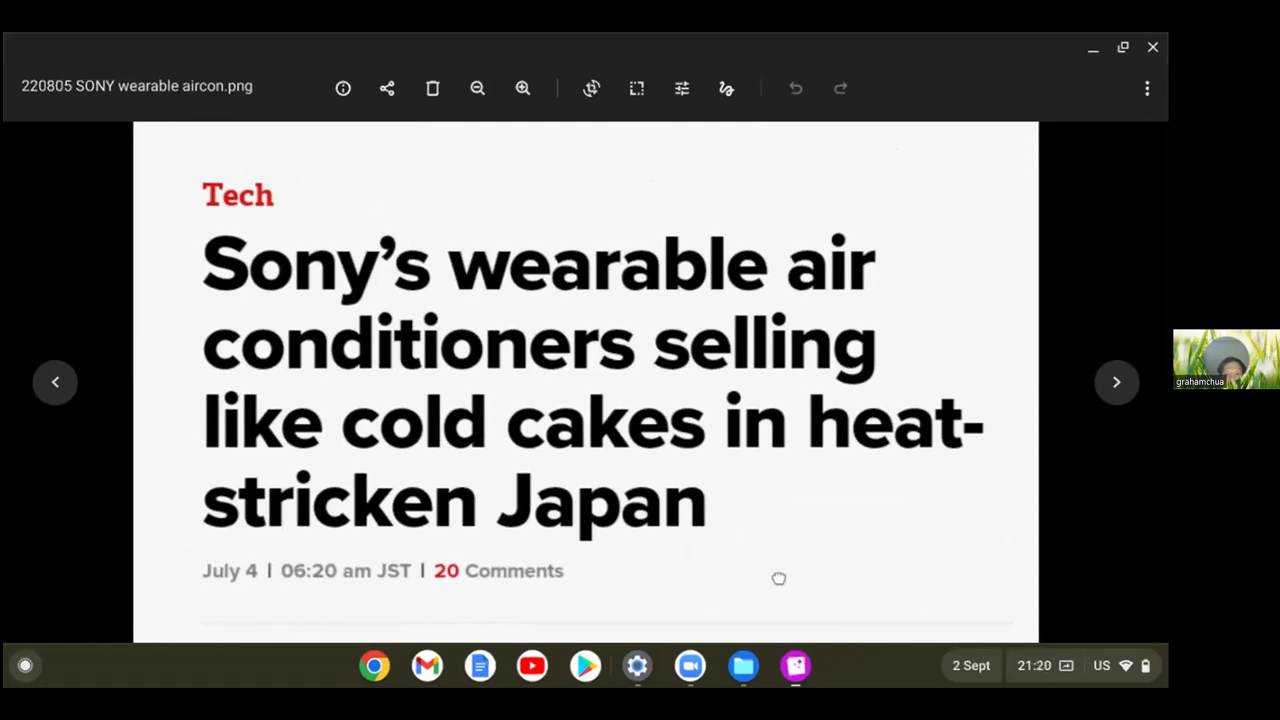 220805 SONY wearable aircon.png
Tech
Sony’s wearable air
conditioners selling
like cold cakes in heat-
stricken Japan
July 4 | 06:20 am JST | 20 Comments
grahamchua
2 Sept
21:20
US